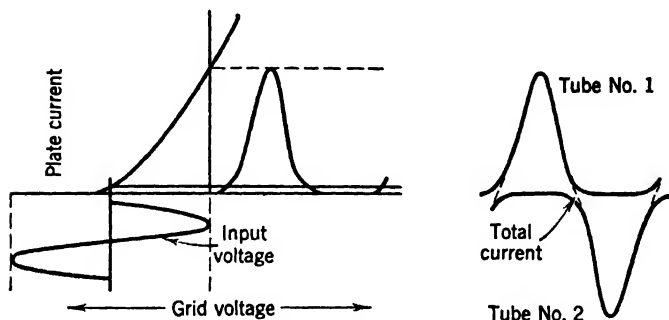 Plate current
Tube No. 1
Input
voltage
Total
current
Grid voltage
Tube No. 2